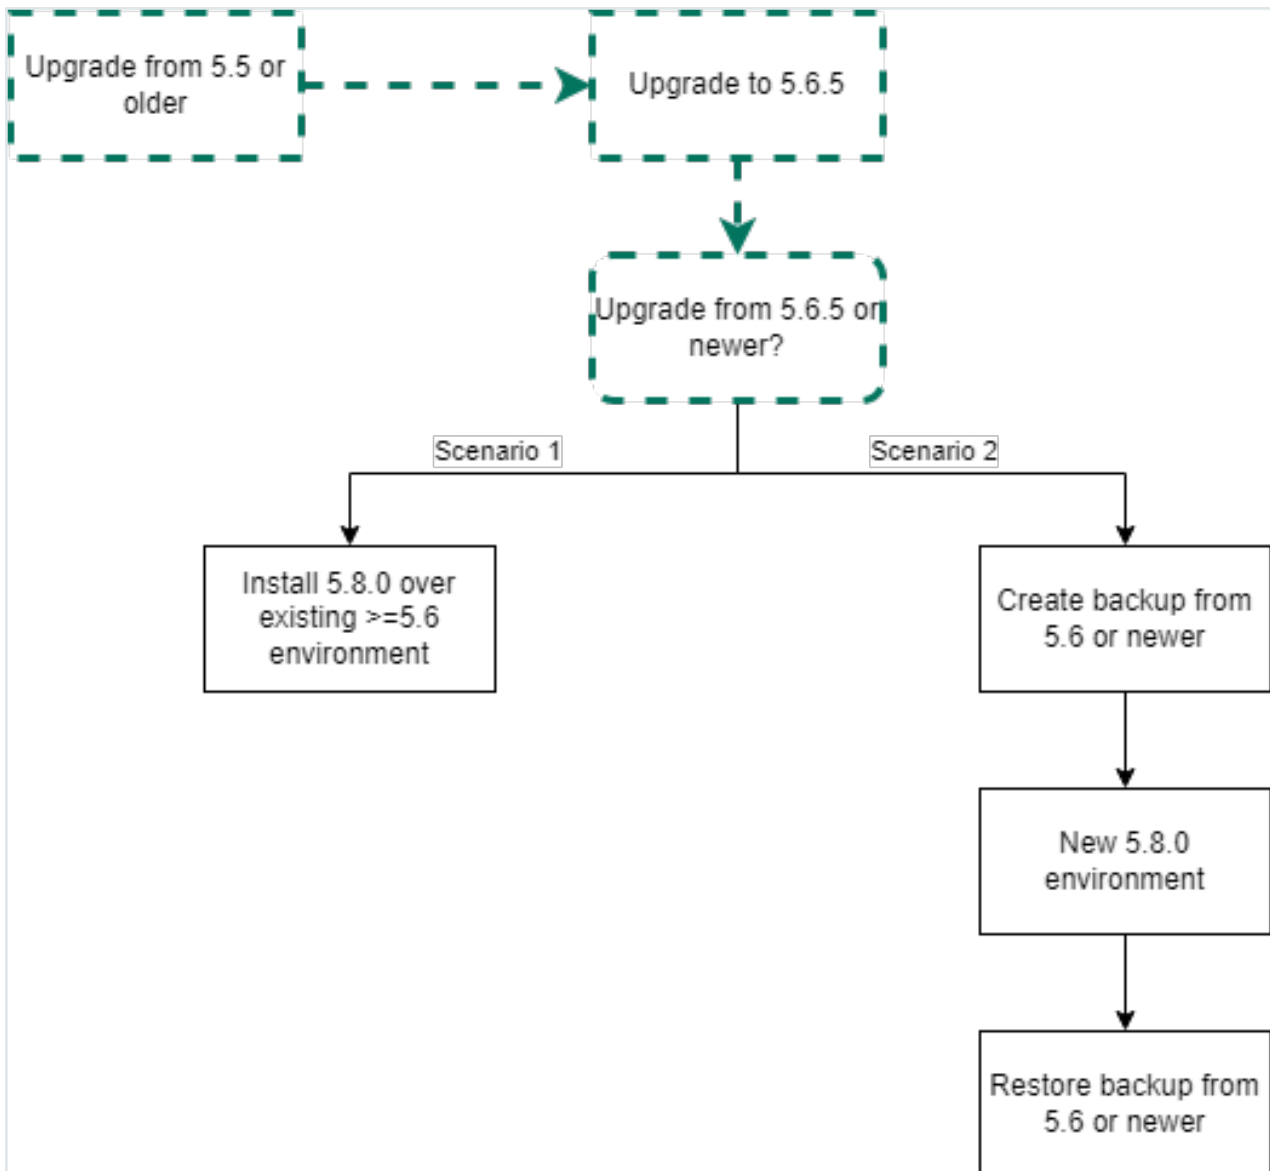 Upgrade from 5.5 or
older
Upgrade to 5.6.5
Upgrade from 5.6.5 or
newer?
Scenario 1
Scenario 2
Install 5.8.0 over
existing >=5.6
environment
Create backup from
5.6 or newer
New 5.8.0
environment
Restore backup from
5.6 or newer